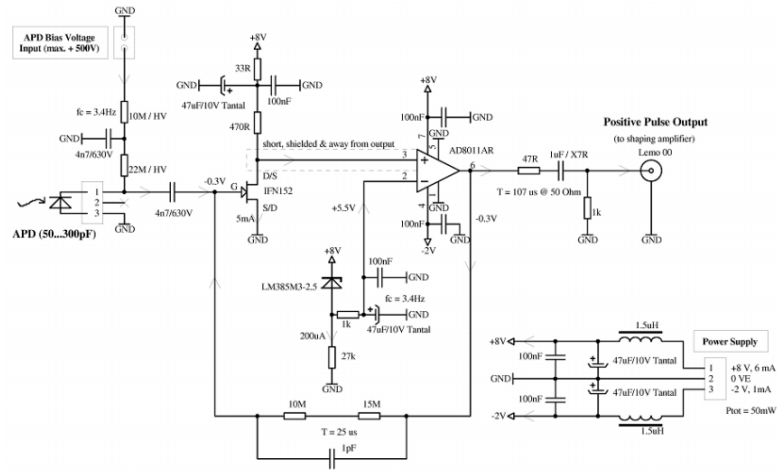 GND
APD Bias Voltage
Input (max. + 500V)
fc = 3.4Hz
10M / HV
GND
4n7/630V
22M / HV
1
2
3
GND
APD (50...300pF)
4n7/630V
+8V
33R
GND
+
GND
47uF/10V Tantal
100nF
470R
short, shielded & away from output
-0.3V
G
D/S
IFN152
S/D
5mA
GND
+8V
100nF
GND
7
GND
5
AD8011AR
3
+
2
-
6
1
4
GND
100nF
GND
-2V
-0.3V
+5.5V
47R
1uF / X7R
T = 107 us @ 50 Ohm
1k
GND
Positive Pulse Output
(to shaping amplifier)
Lemo 00
GND
+8V
LM385M3-2.5
100nF
GND
fc = 3.4Hz
1k
+
GND
47uF/10V Tantal
200uA
27k
GND
10M
15M
T = 25 us
1pF
1.5uH
Power Supply
+8V
100nF
+
47uF/10V Tantal
GND
100nF
+
47uF/10V Tantal
-2V
1.5uH
1
2
3
+8 V, 6 mA
0 VE
-2 V, 1mA
Ptot = 50mW